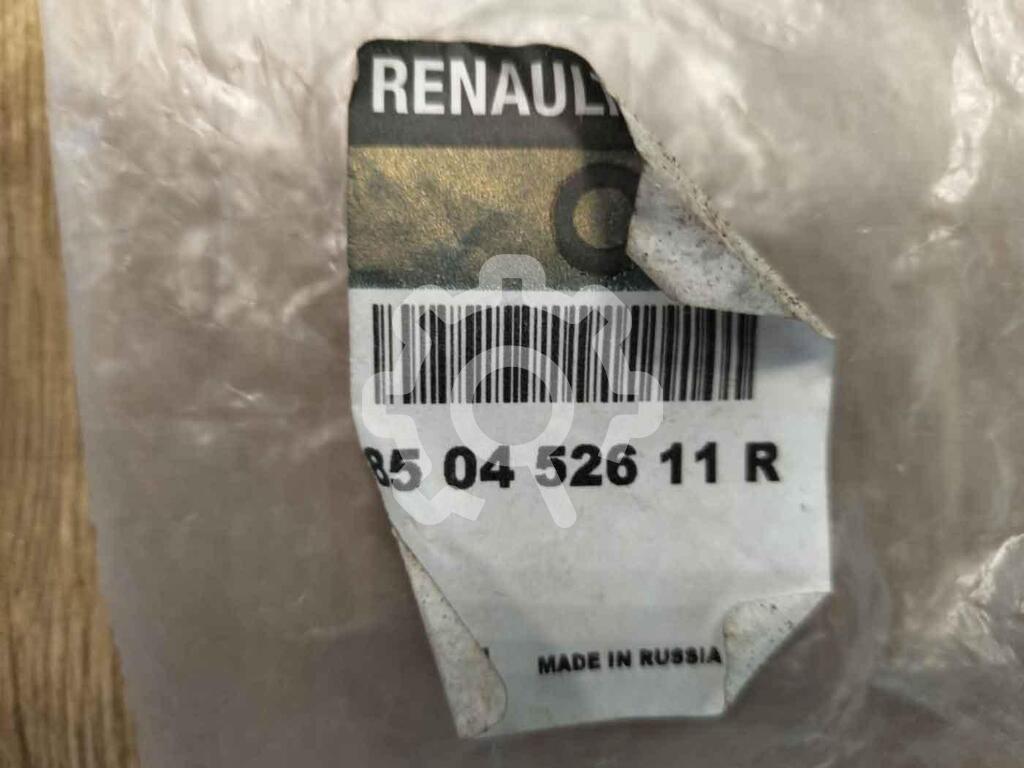 RENAULT
85 04 526 11 R
MADE IN RUSSIA